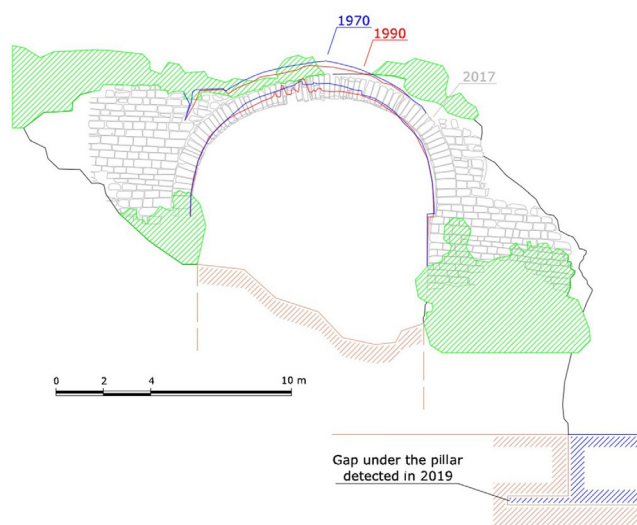 1970
1990
2017
0 2 4 10 m
Gap under the pillar
detected in 2019